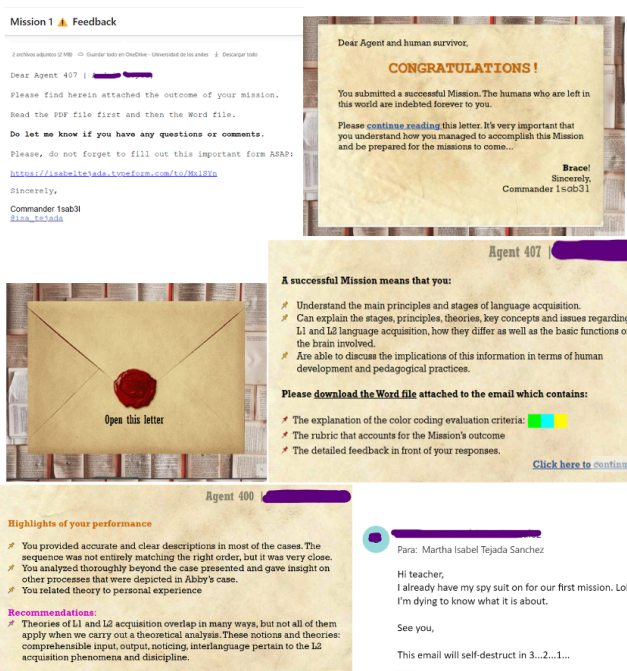 Mission 1 ⚠ Feedback
2 archivos adjuntos (2 MB) Guardar todo en OneDrive - Universidad de los andes Descargar todo
Dear Agent 407 |
Please find herein attached the outcome of your mission.
Read the PDF file first and then the Word file.
Do let me know if you have any questions or comments.
Please, do not forget to fill out this important form ASAP:
https://isabeltejada.typeform.com/to/MxlSYn
Sincerely,
Commander 1sab3l
@isa_tejada
Dear Agent and human survivor,
CONGRATULATIONS!
You submitted a successful Mission. The humans who are left in
this world are indebted forever to you.
Please continue reading this letter. It's very important that
you understand how you managed to accomplish this Mission
and be prepared for the missions to come...
Brace!
Sincerely,
Commander 1sab3l
Open this letter
Agent 407 |
A successful Mission means that you:
Understand the main principles and stages of language acquisition.
Can explain the stages, principles, theories, key concepts and issues regarding
L1 and L2 language acquisition, how they differ as well as the basic functions of
the brain involved.
Are able to discuss the implications of this information in terms of human
development and pedagogical practices.
Please download the Word file attached to the email which contains:
The explanation of the color coding evaluation criteria:
The rubric that accounts for the Mission's outcome
The detailed feedback in front of your responses.
Click here to continu
Agent 400 |
Highlights of your performance
You provided accurate and clear descriptions in most of the cases. The
sequence was not entirely matching the right order, but it was very close.
You analyzed thoroughly beyond the case presented and gave insight on
other processes that were depicted in Abby's case.
You related theory to personal experience
Recommendations:
Theories of L1 and L2 acquisition overlap in many ways, but not all of them
apply when we carry out a theoretical analysis. These notions and theories:
comprehensible input, output, noticing, interlanguage pertain to the L2
acquisition phenomena and disicipline.
Para: Martha Isabel Tejada Sanchez
Hi teacher,
I already have my spy suit on for our first mission. Lol
I'm dying to know what it is about.
See you,
This email will self-destruct in 3...2...1...